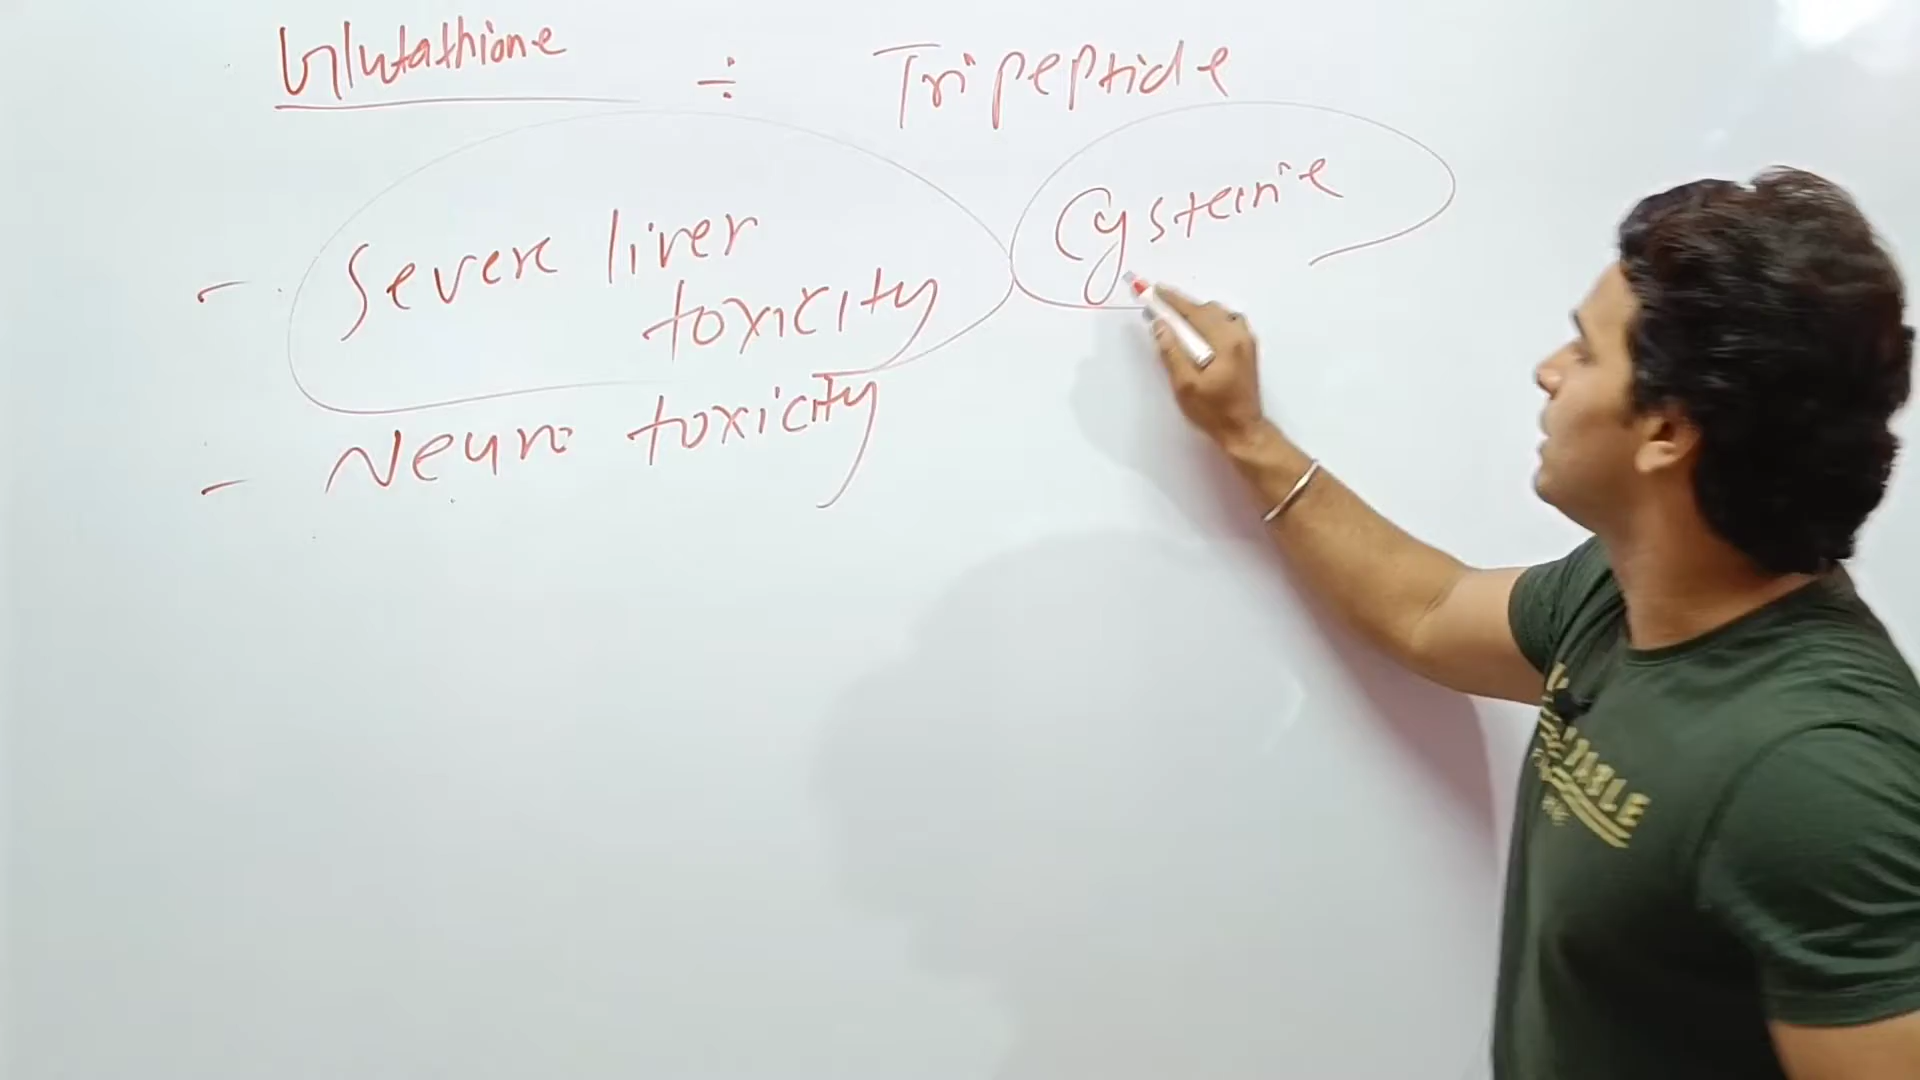 Glutathione ÷ Tripeptide
Cysteine
- Severe liver
toxicity
- Neuro toxicity